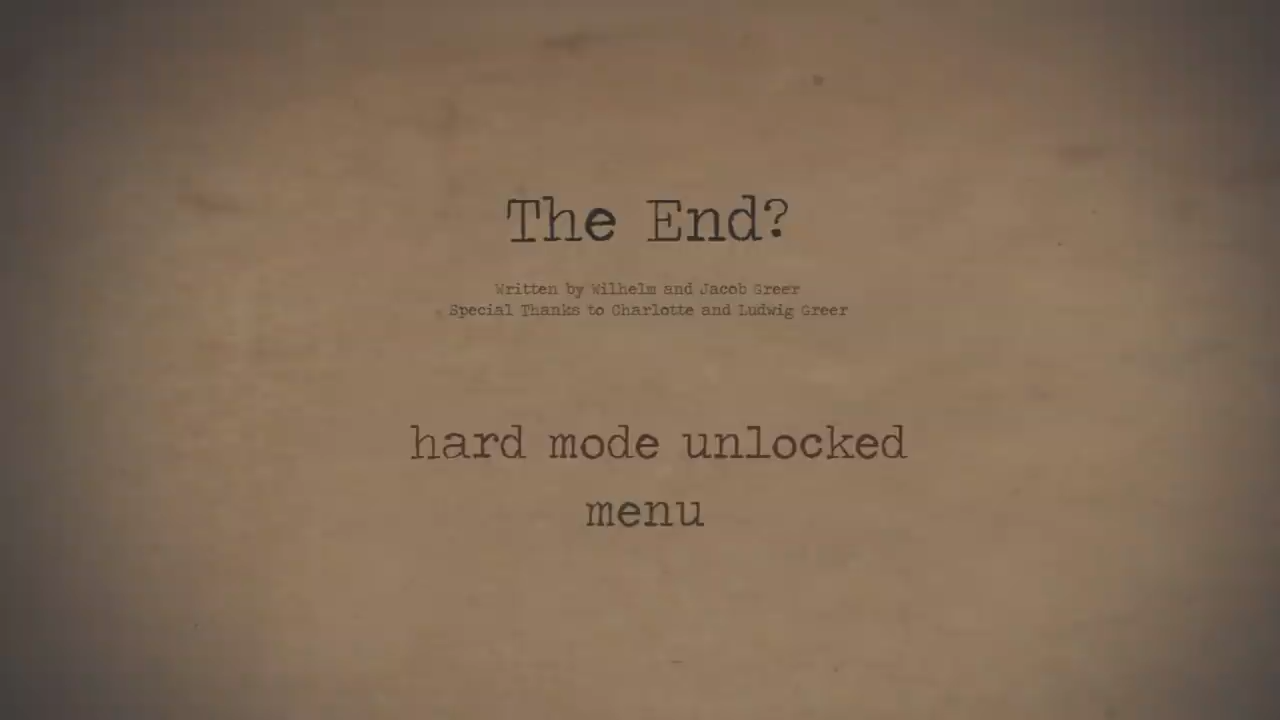 The End?
Written by Wilhelm and Jacob Greer
Special Thanks to Charlotte and Ludwig Greer
hard mode unlocked
menu